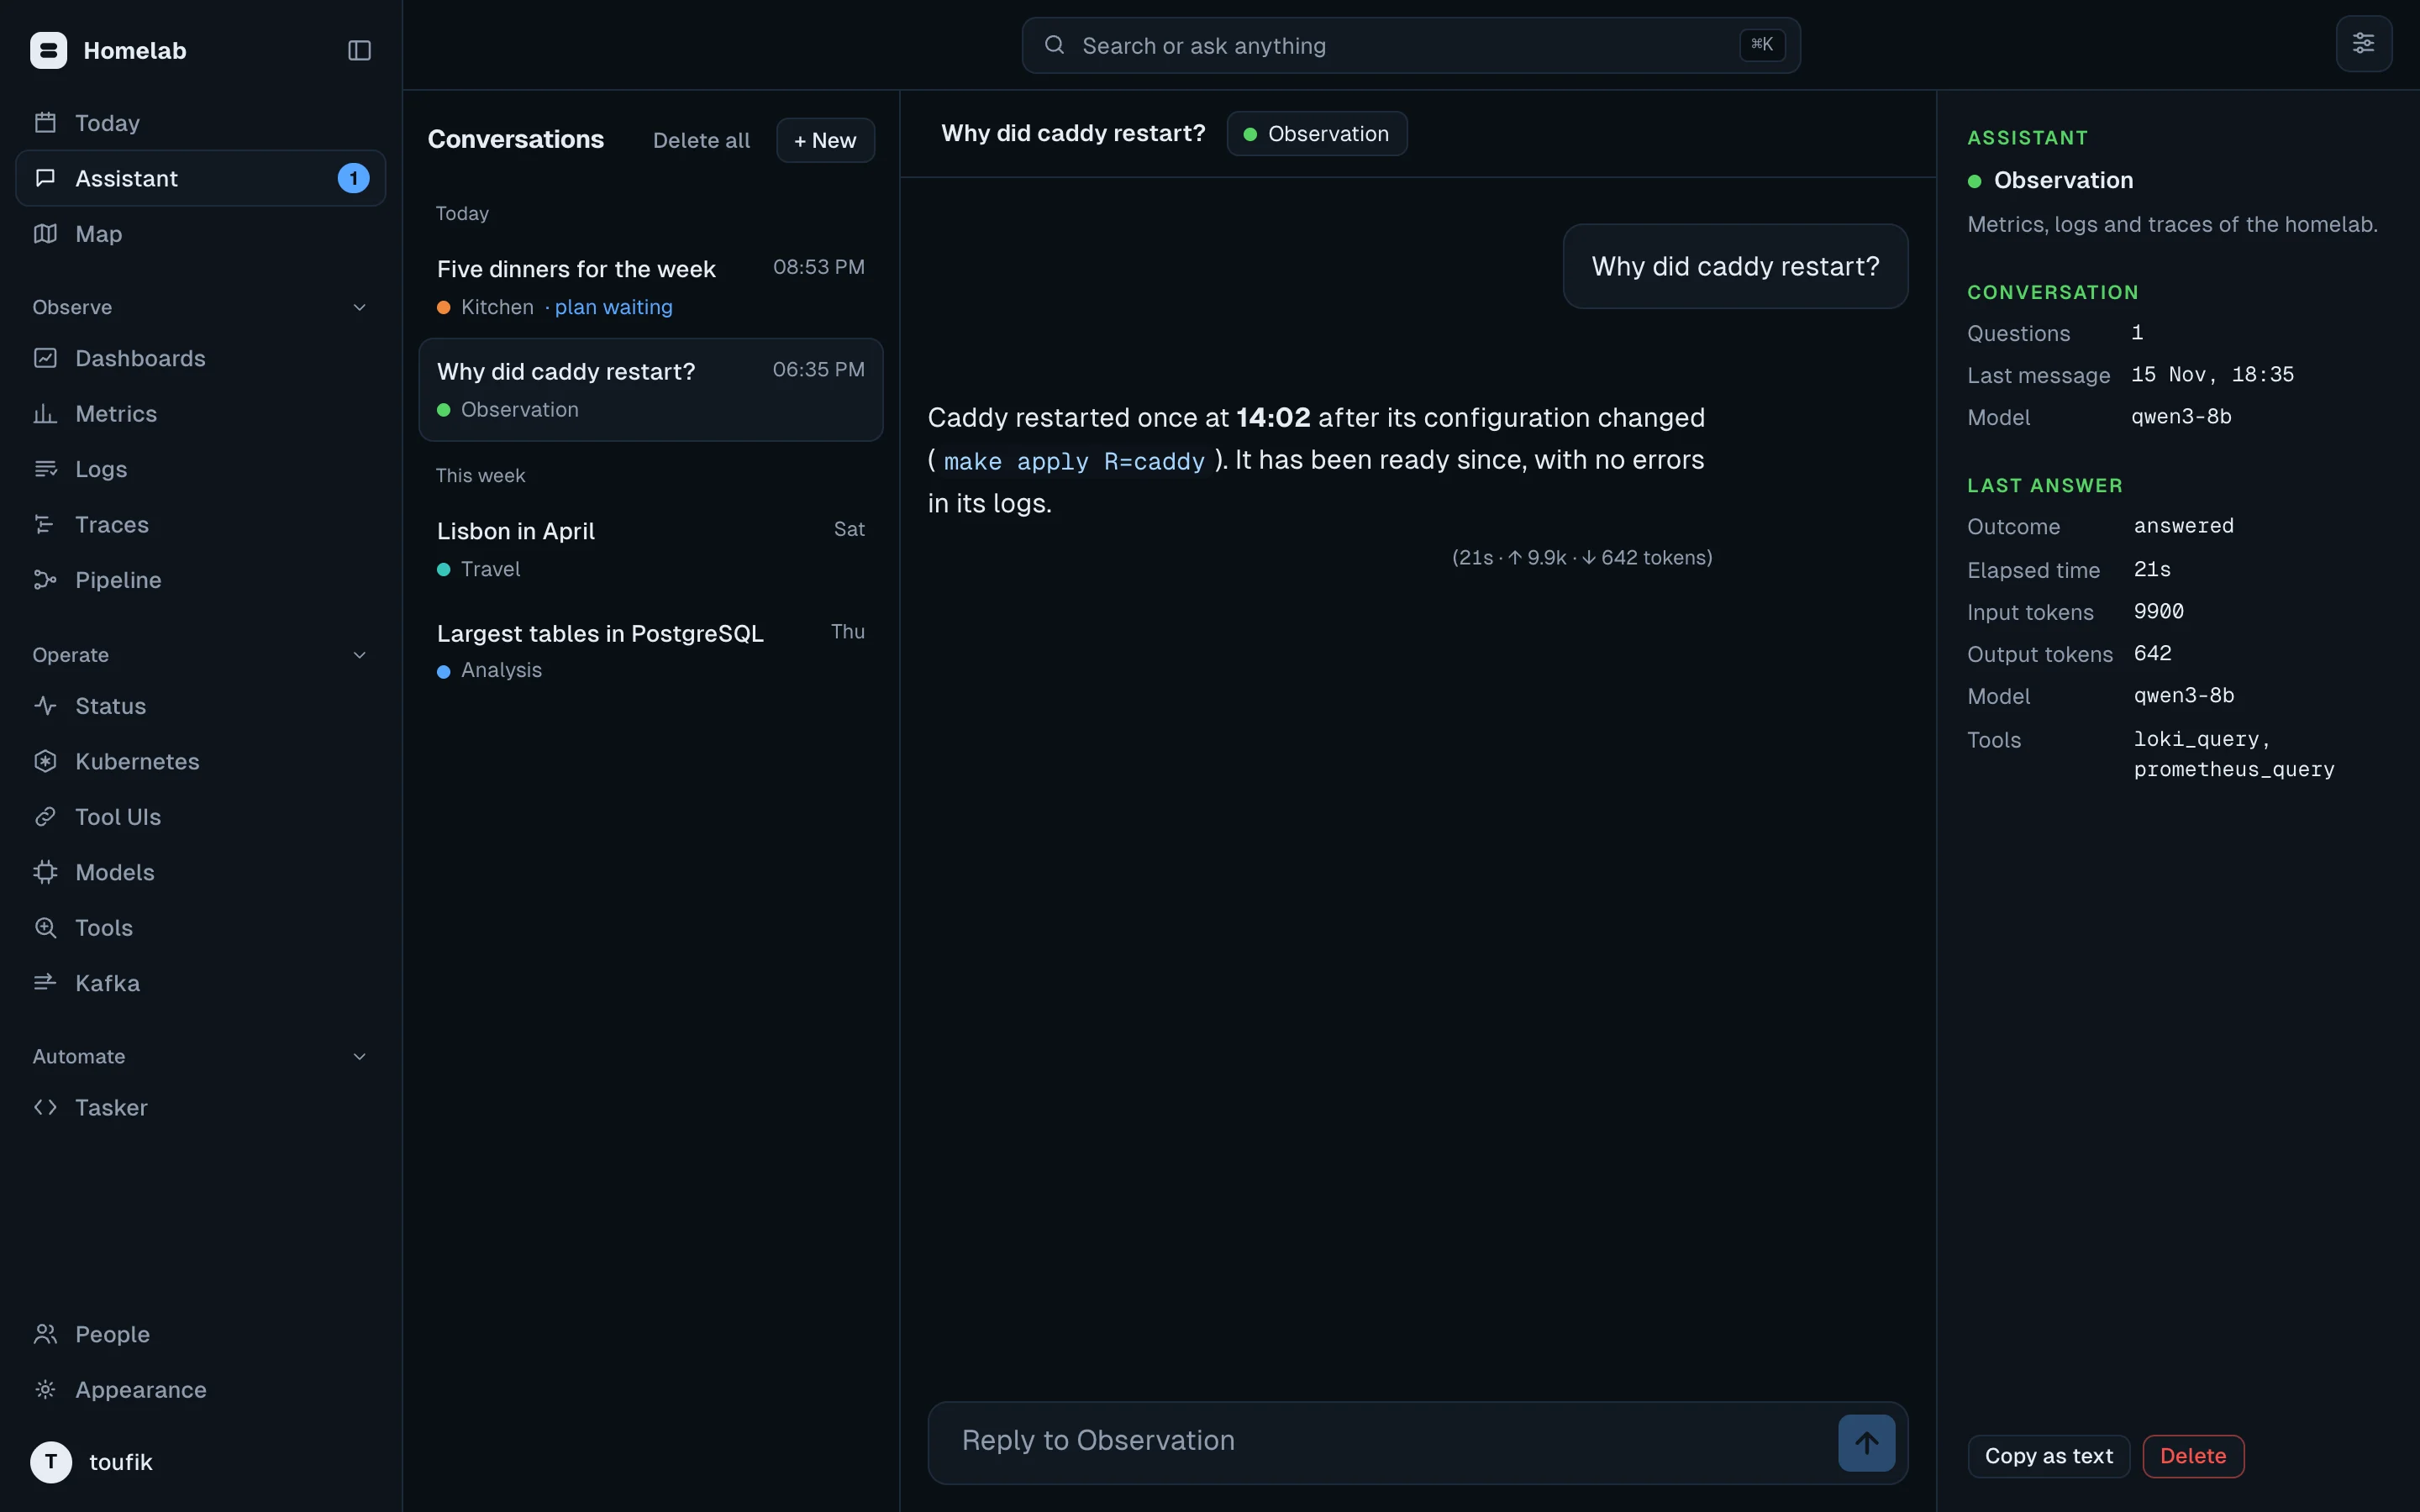 Homelab
Today
Assistant 1
Map
Observe
Dashboards
Metrics
Logs
Traces
Pipeline
Operate
Status
Kubernetes
Tool UIs
Models
Tools
Kafka
Automate
Tasker
People
Appearance
T toufik
Search or ask anything ⌘K
Conversations Delete all + New
Today
Five dinners for the week 08:53 PM
Kitchen · plan waiting
Why did caddy restart? 06:35 PM
Observation
This week
Lisbon in April Sat
Travel
Largest tables in PostgreSQL Thu
Analysis
Why did caddy restart? Observation
Why did caddy restart?
Caddy restarted once at 14:02 after its configuration changed
( make apply R=caddy ). It has been ready since, with no errors
in its logs.
(21s · ↑ 9.9k · ↓ 642 tokens)
Reply to Observation
ASSISTANT
Observation
Metrics, logs and traces of the homelab.
CONVERSATION
Questions 1
Last message 15 Nov, 18:35
Model qwen3-8b
LAST ANSWER
Outcome answered
Elapsed time 21s
Input tokens 9900
Output tokens 642
Model qwen3-8b
Tools loki_query,
prometheus_query
Copy as text Delete